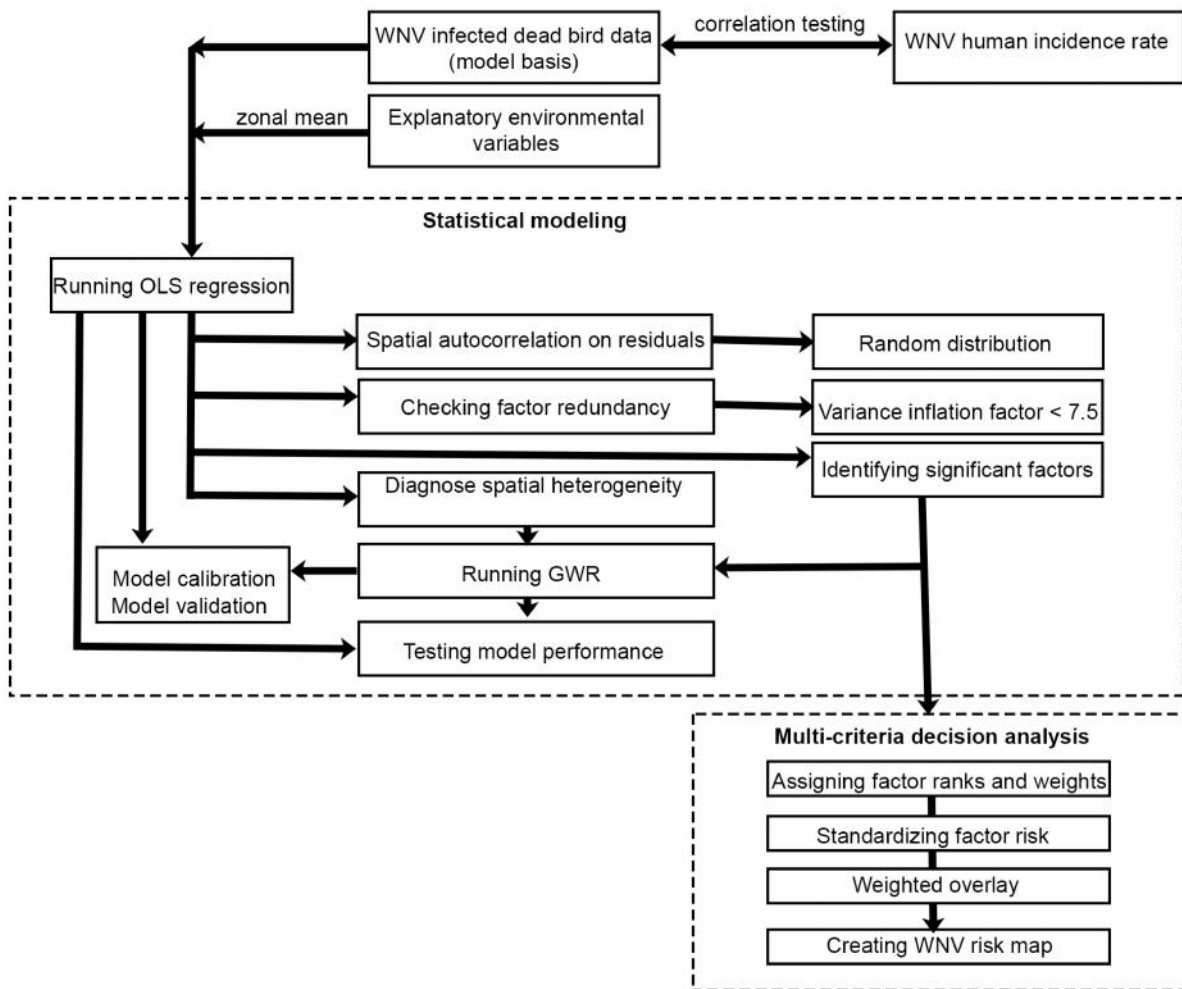 WNV infected dead bird data
(model basis)
correlation testing
WNV human incidence rate
zonal mean
Explanatory environmental
variables
Statistical modeling
Running OLS regression
Spatial autocorrelation on residuals
Random distribution
Checking factor redundancy
Variance inflation factor < 7.5
Identifying significant factors
Diagnose spatial heterogeneity
Model calibration
Model validation
Running GWR
Testing model performance
Multi-criteria decision analysis
Assigning factor ranks and weights
Standardizing factor risk
Weighted overlay
Creating WNV risk map